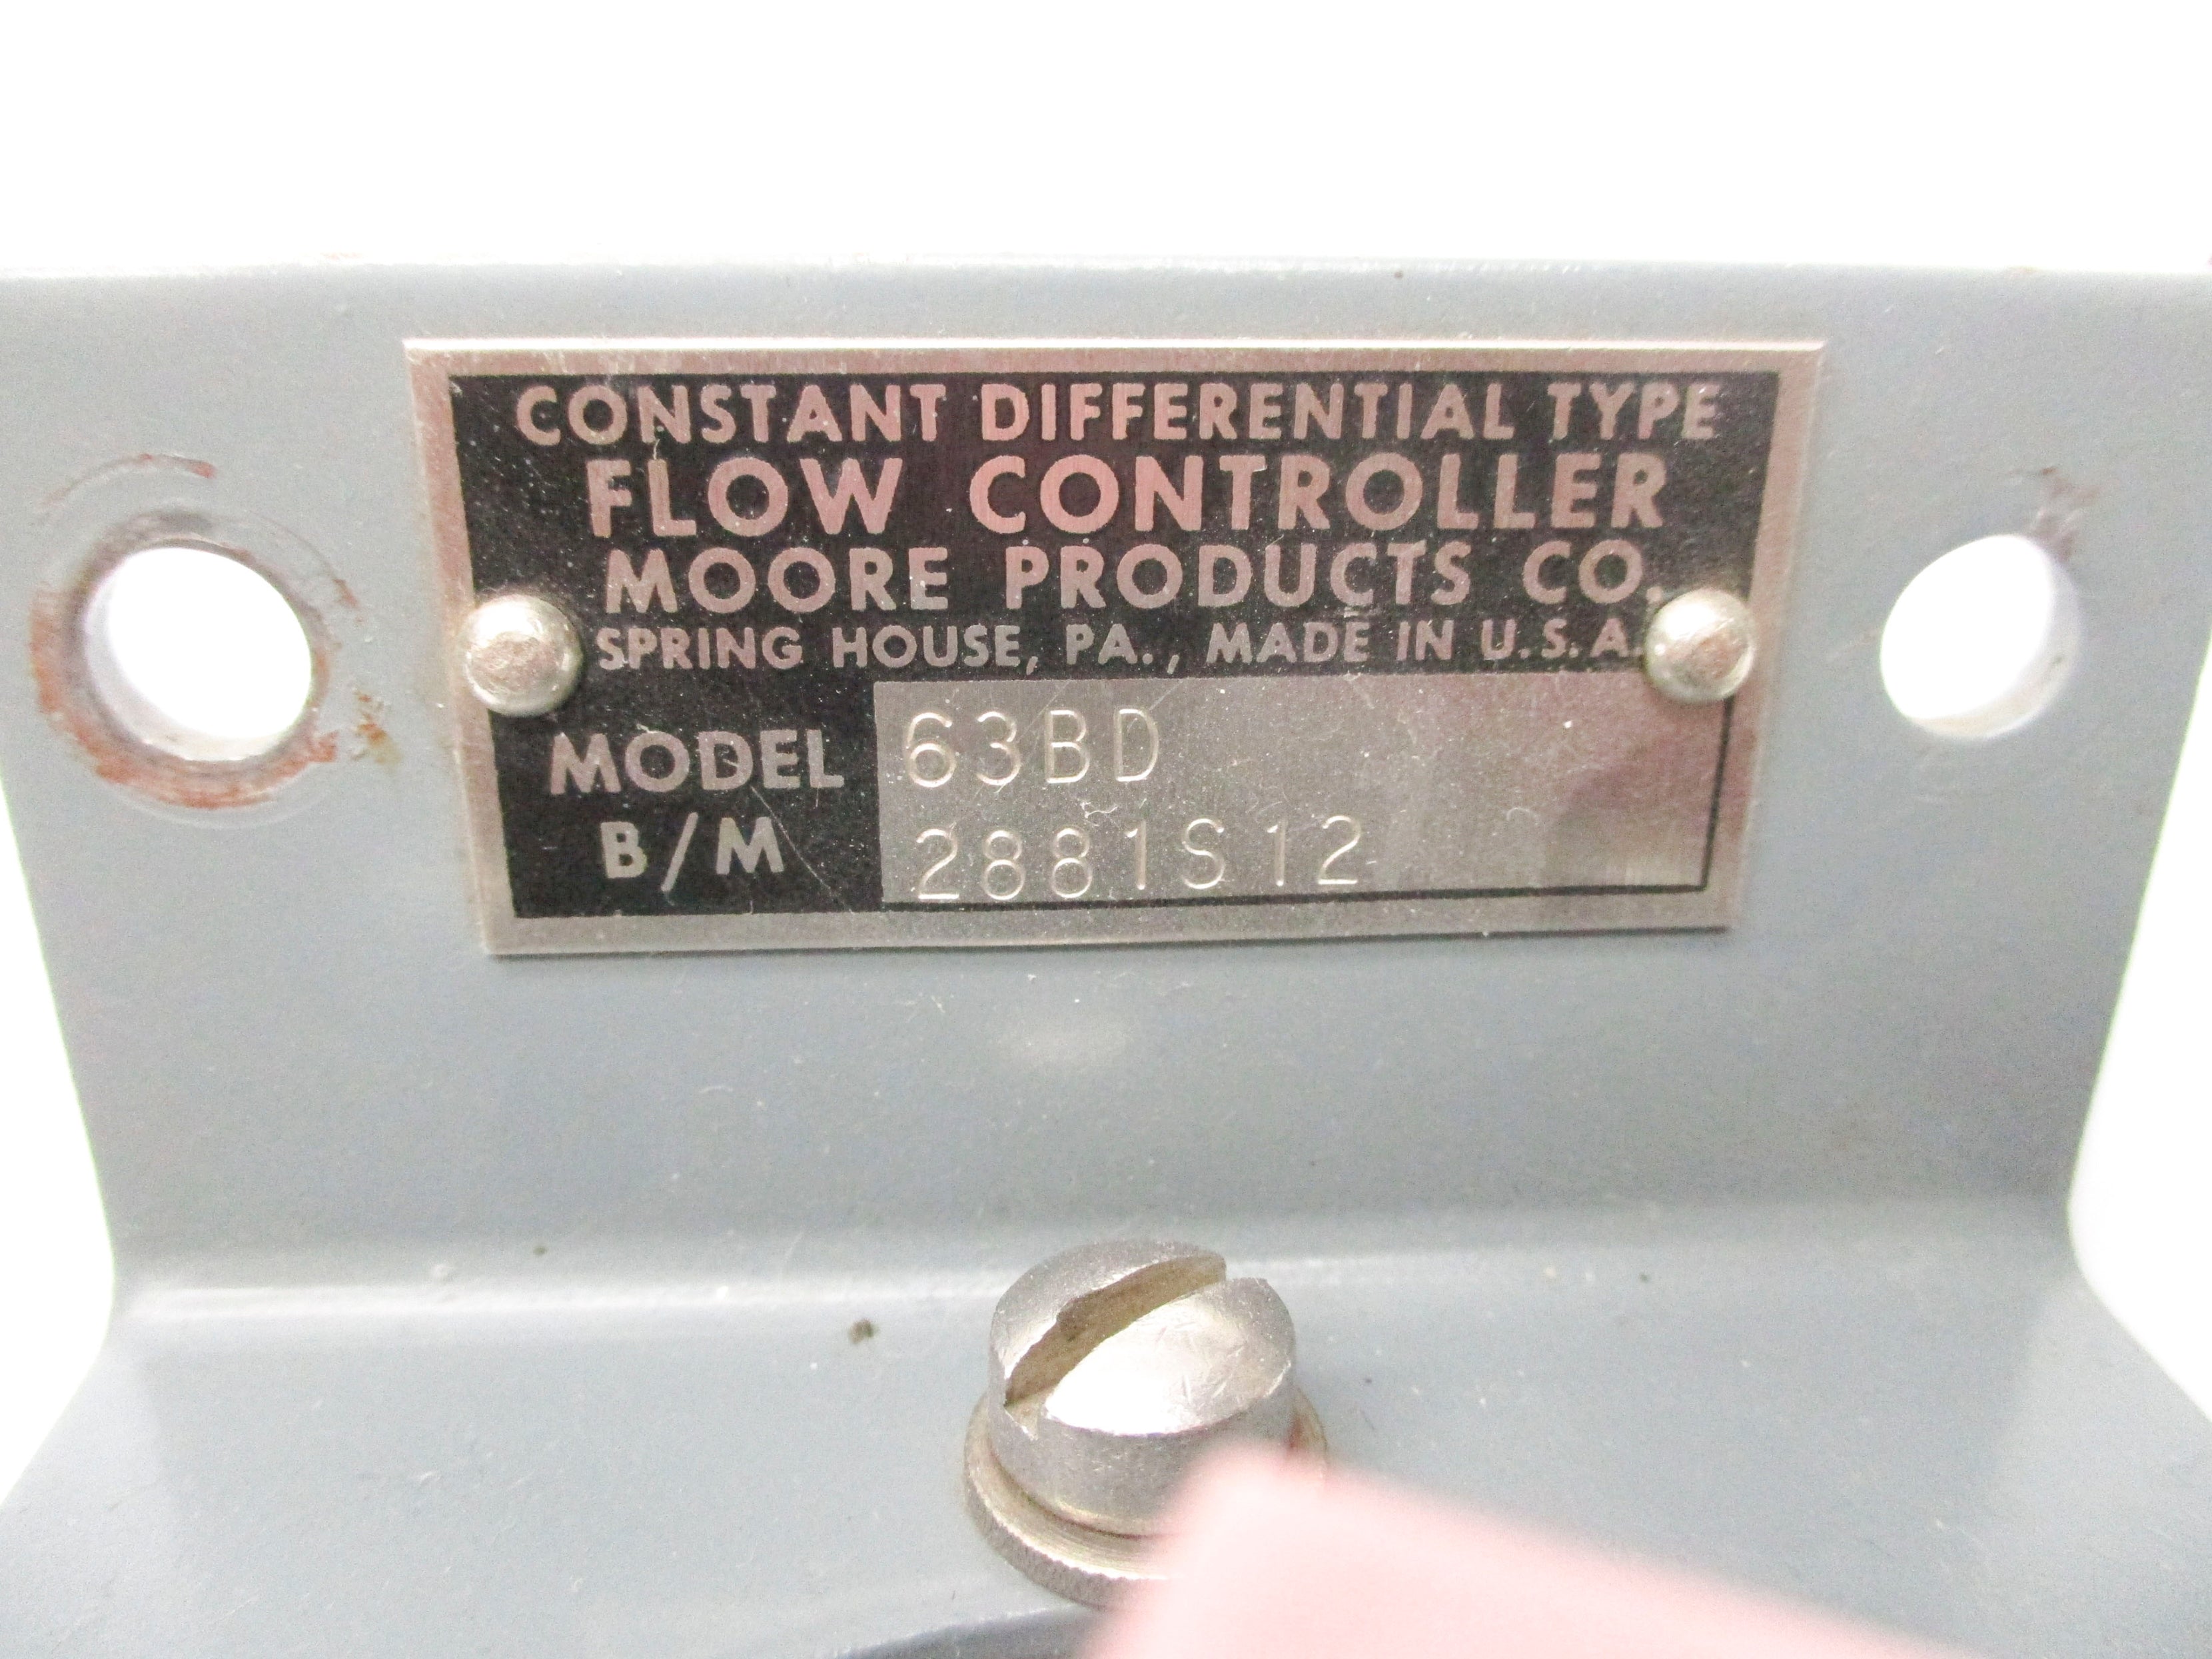 CONSTANT DIFFERENTIAL TYPE
FLOW CONTROLLER
MOORE PRODUCTS CO.
SPRING HOUSE, PA., MADE IN U.S.A.
MODEL 63BD
B/M 2881S12